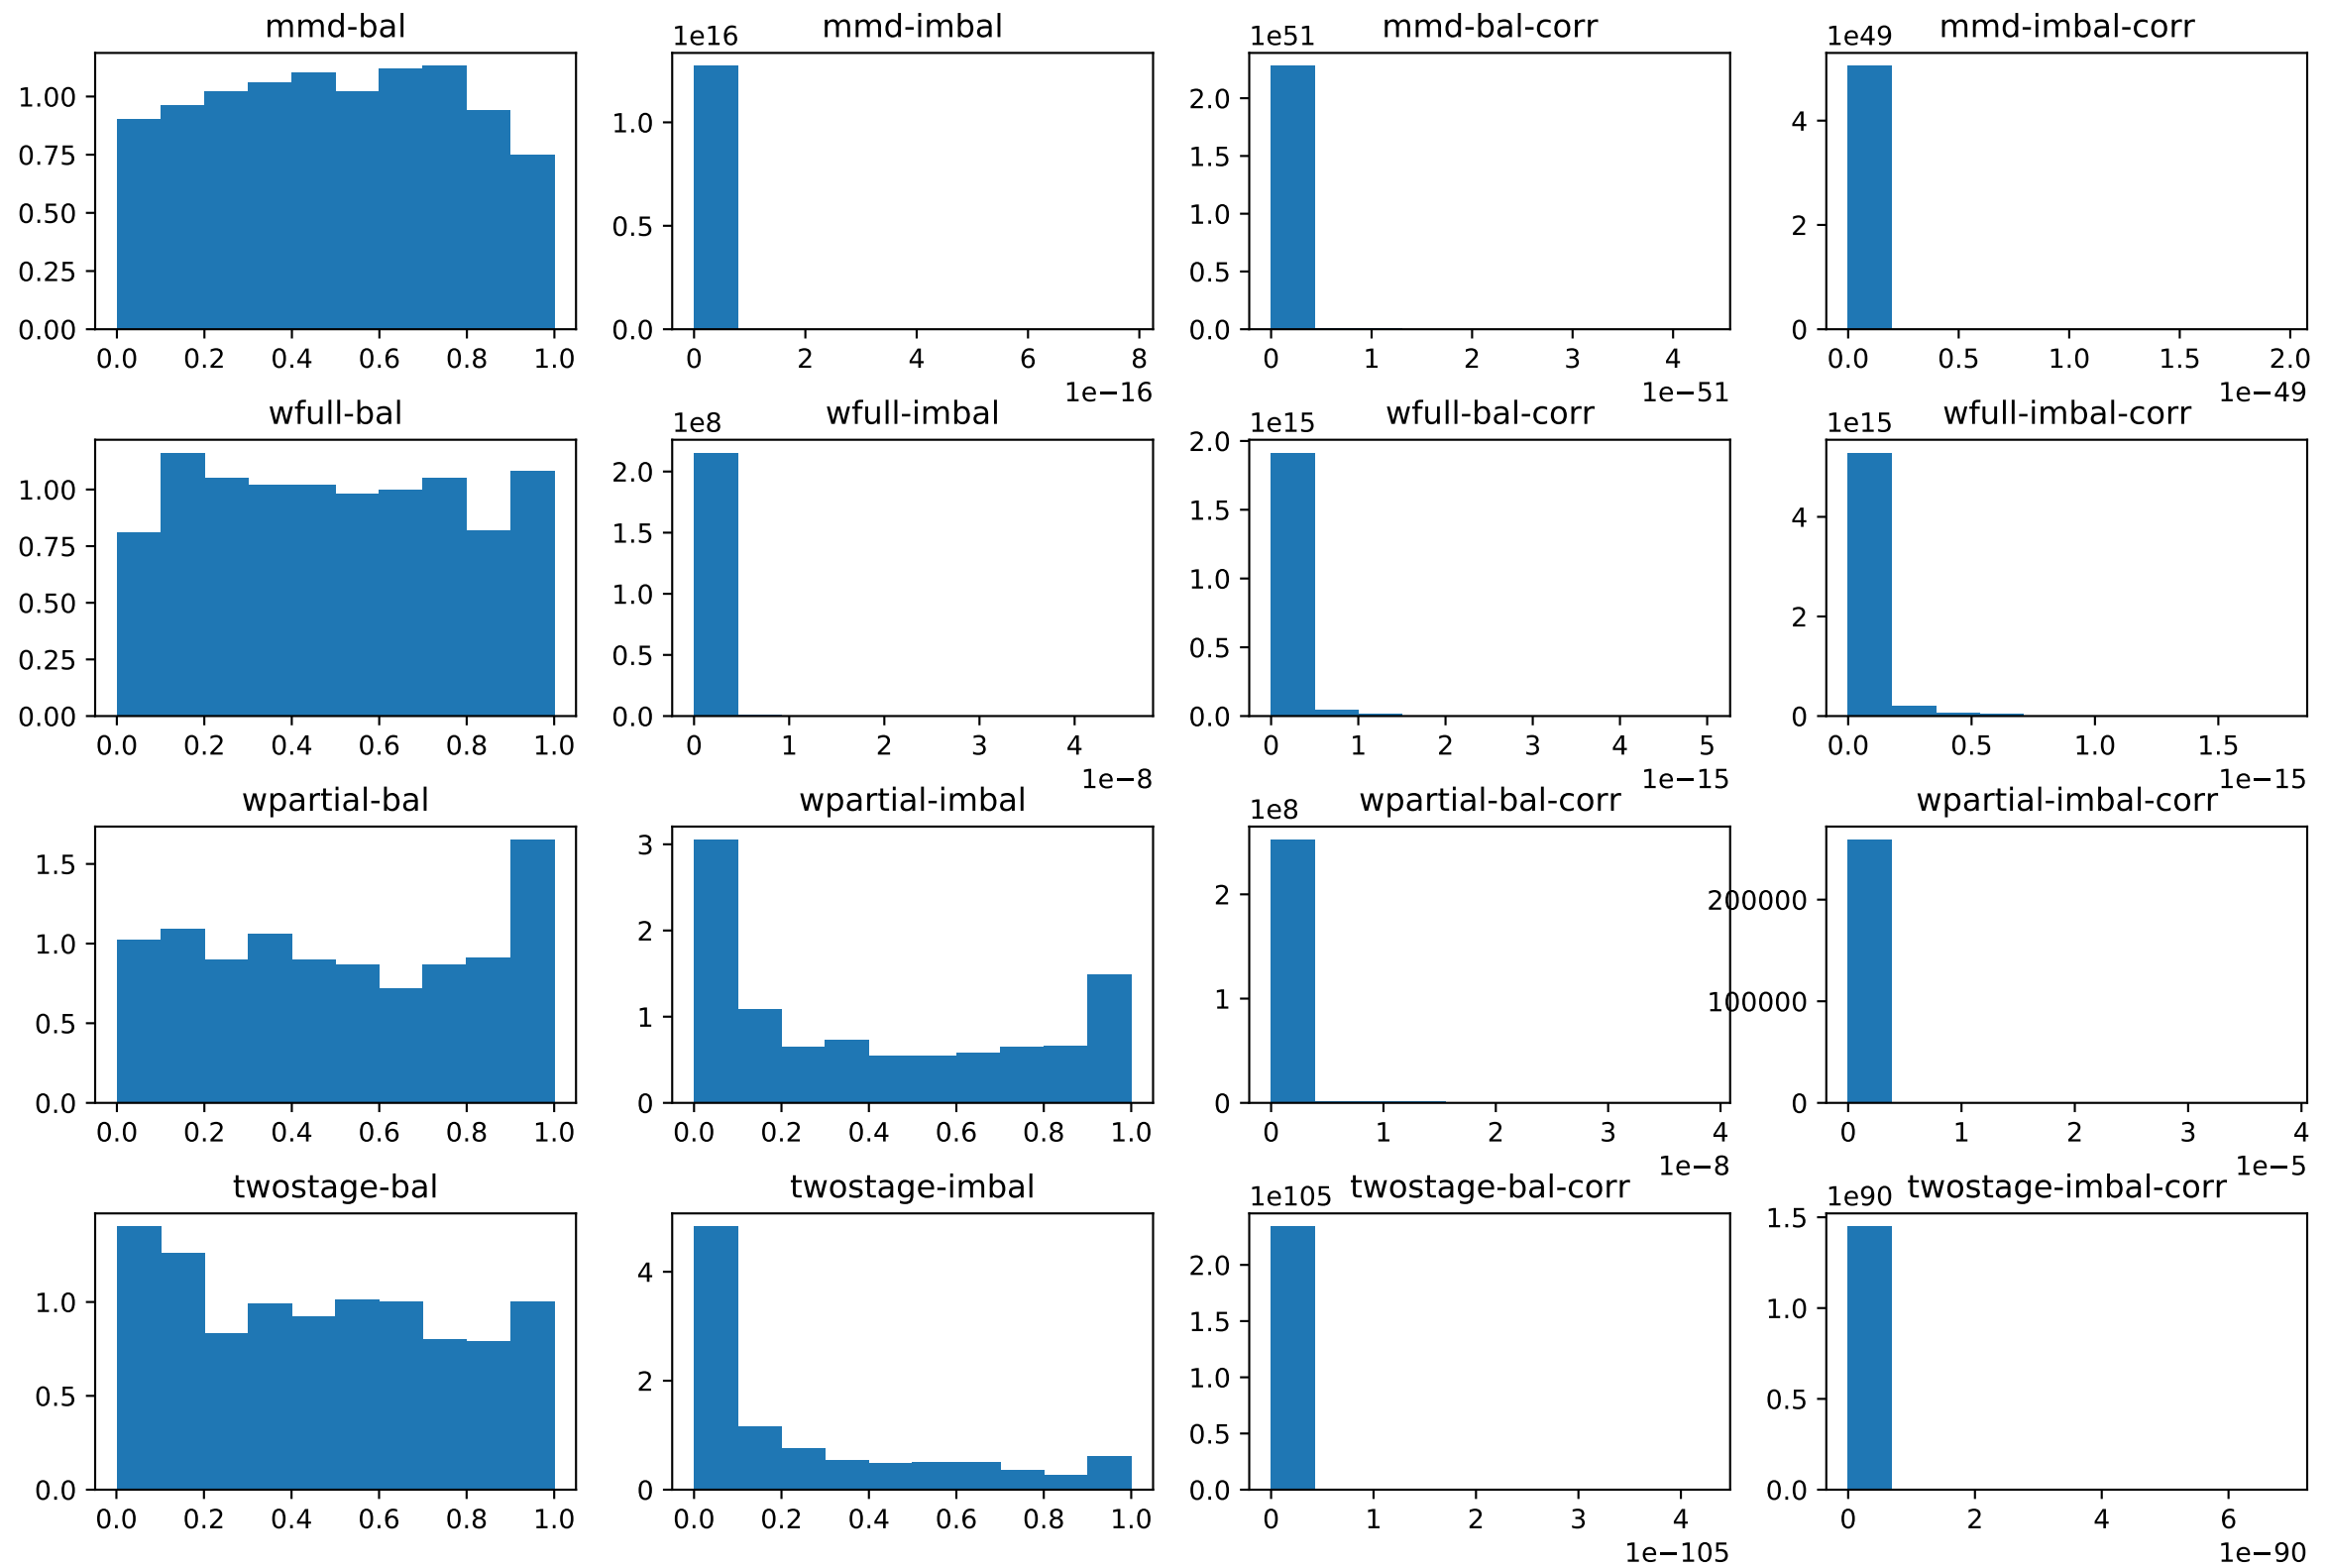 mmd-bal
1.00
0.75
0.50
0.25
0.00
0.0 0.2 0.4 0.6 0.8 1.0
mmd-imbal
1e16
1.0
0.5
0.0
0 2 4 6 8
1e−16
mmd-bal-corr
1e51
2.0
1.5
1.0
0.5
0.0
0 1 2 3 4
1e−51
mmd-imbal-corr
1e49
4
2
0
0.0 0.5 1.0 1.5 2.0
1e−49
wfull-bal
1.00
0.75
0.50
0.25
0.00
0.0 0.2 0.4 0.6 0.8 1.0
wfull-imbal
1e8
2.0
1.5
1.0
0.5
0.0
0 1 2 3 4
1e−8
wfull-bal-corr
1e15
2.0
1.5
1.0
0.5
0.0
0 1 2 3 4 5
1e−15
wfull-imbal-corr
1e15
4
2
0
0.0 0.5 1.0 1.5
1e−15
wpartial-bal
1.5
1.0
0.5
0.0
0.0 0.2 0.4 0.6 0.8 1.0
wpartial-imbal
3
2
1
0
0.0 0.2 0.4 0.6 0.8 1.0
wpartial-bal-corr
1e8
2
1
0
0 1 2 3 4
1e−8
wpartial-imbal-corr
200000
100000
0
0 1 2 3 4
1e−5
twostage-bal
1.0
0.5
0.0
0.0 0.2 0.4 0.6 0.8 1.0
twostage-imbal
4
2
0
0.0 0.2 0.4 0.6 0.8 1.0
twostage-bal-corr
1e105
2.0
1.5
1.0
0.5
0.0
0 1 2 3 4
1e−105
twostage-imbal-corr
1e90
1.5
1.0
0.5
0.0
0 2 4 6
1e−90